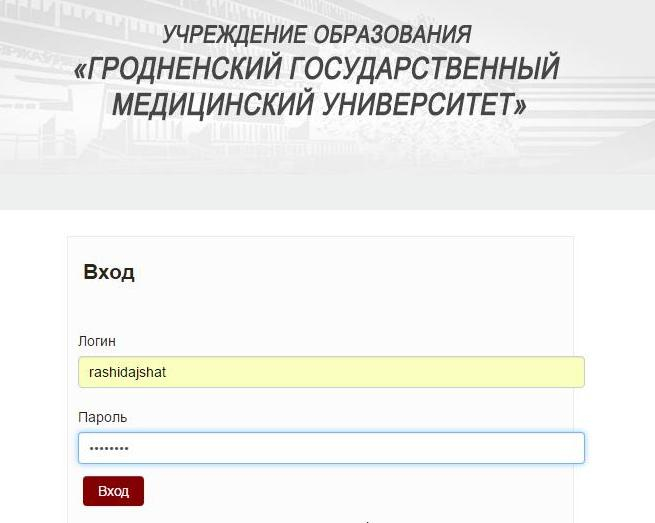 УЧРЕЖДЕНИЕ ОБРАЗОВАНИЯ
«ГРОДНЕНСКИЙ ГОСУДАРСТВЕННЫЙ
МЕДИЦИНСКИЙ УНИВЕРСИТЕТ»
Вход
Логин
rashidajshat
Пароль
••••••••
Вход